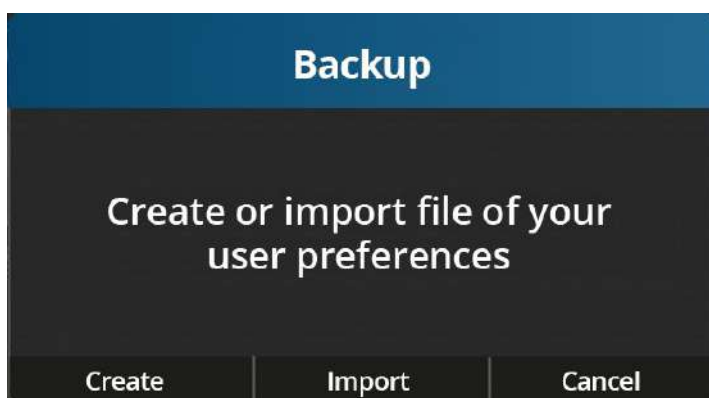 Backup
Create or import file of your
user preferences
Create Import Cancel